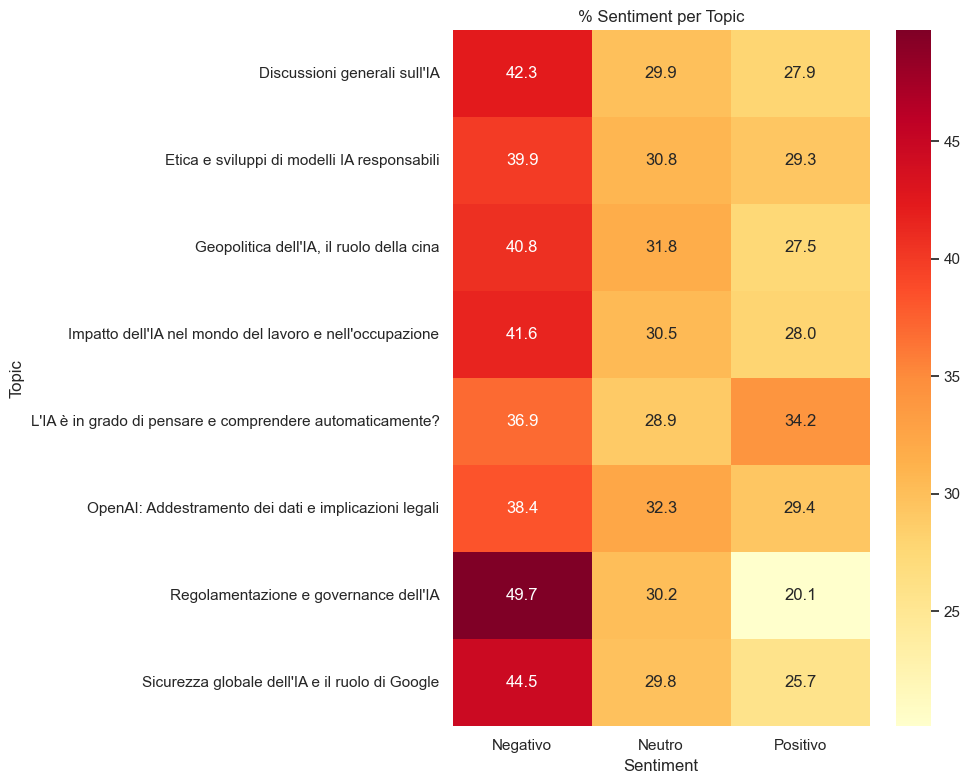 % Sentiment per Topic
Topic
Discussioni generali sull'IA 42.3 29.9 27.9
Etica e sviluppi di modelli IA responsabili 39.9 30.8 29.3
Geopolitica dell'IA, il ruolo della cina 40.8 31.8 27.5
Impatto dell'IA nel mondo del lavoro e nell'occupazione 41.6 30.5 28.0
L'IA è in grado di pensare e comprendere automaticamente? 36.9 28.9 34.2
OpenAI: Addestramento dei dati e implicazioni legali 38.4 32.3 29.4
Regolamentazione e governance dell'IA 49.7 30.2 20.1
Sicurezza globale dell'IA e il ruolo di Google 44.5 29.8 25.7
Negativo Neutro Positivo
Sentiment
45
40
35
30
25